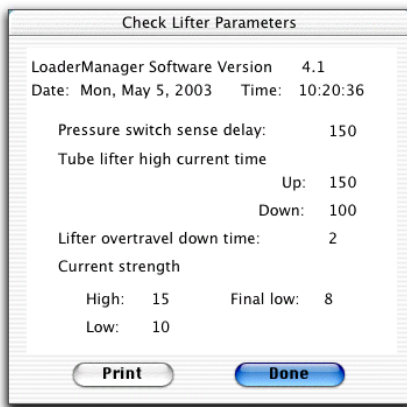 Check Lifter Parameters
LoaderManager Software Version 4.1
Date: Mon, May 5, 2003 Time: 10:20:36
Pressure switch sense delay: 150
Tube lifter high current time
Up: 150
Down: 100
Lifter overtravel down time: 2
Current strength
High: 15 Final low: 8
Low: 10
Print Done